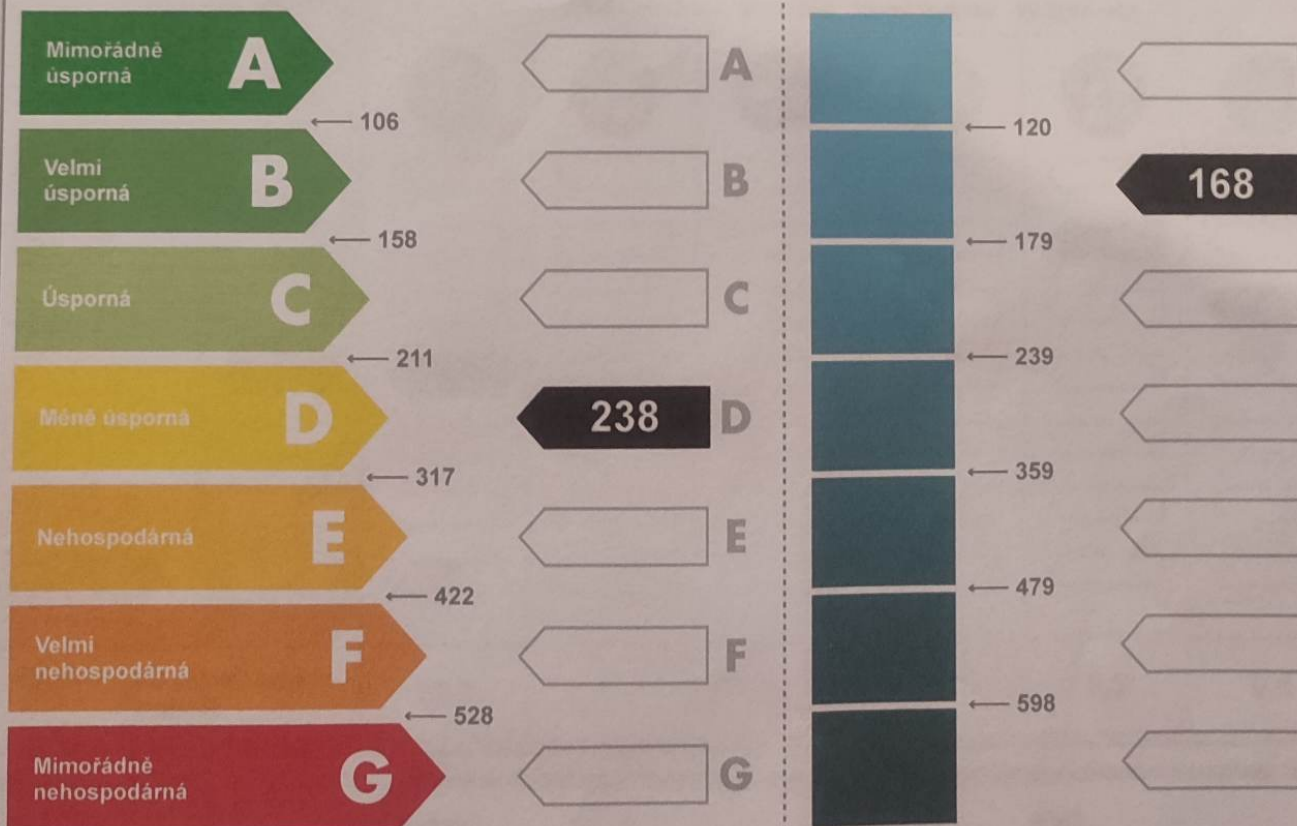 Mimořádně
úsporná
A
A
← 106
← 120
Velmi
úsporná
B
B
168
← 158
← 179
Úsporná
C
C
← 211
← 239
Méně úsporná
D
238
D
← 317
← 359
Nehospodárná
E
E
← 422
← 479
Velmi
nehospodárná
F
F
← 528
← 598
Mimořádně
nehospodárná
G
G